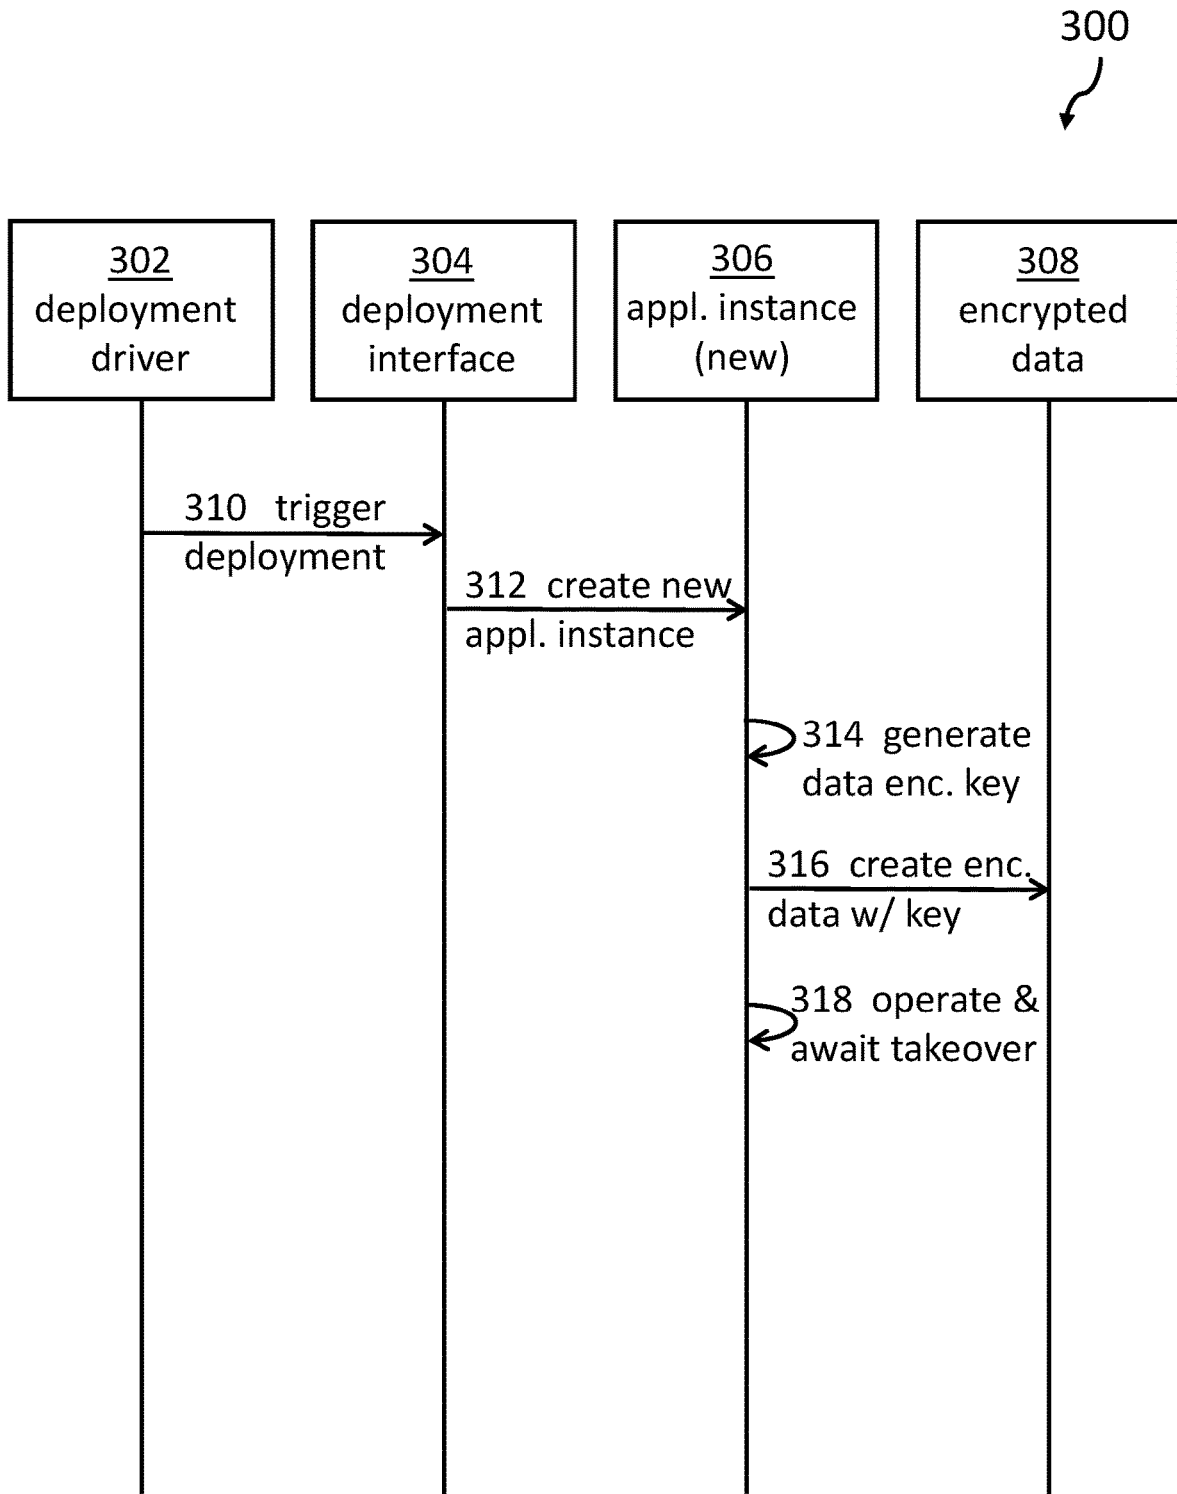 300
302
deployment
driver
304
deployment
interface
306
appl. instance
(new)
308
encrypted
data
310 trigger
deployment
312 create new
appl. instance
314 generate
data enc. key
316 create enc.
data w/ key
318 operate &
await takeover